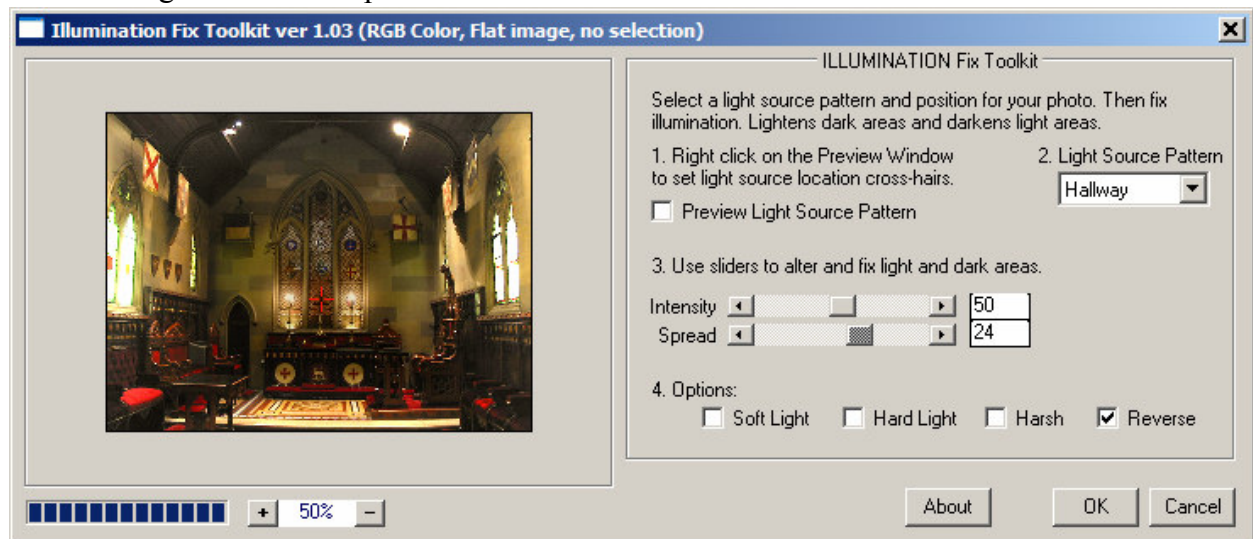 Illumination Fix Toolkit ver 1.03 (RGB Color, Flat image, no selection)
ILLUMINATION Fix Toolkit
Select a light source pattern and position for your photo. Then fix
illumination. Lightens dark areas and darkens light areas.
1. Right click on the Preview Window
to set light source location cross-hairs.
2. Light Source Pattern
Hallway
Preview Light Source Pattern
3. Use sliders to alter and fix light and dark areas.
Intensity 50
Spread 24
4. Options:
Soft Light Hard Light Harsh Reverse
+ 50% -
About OK Cancel